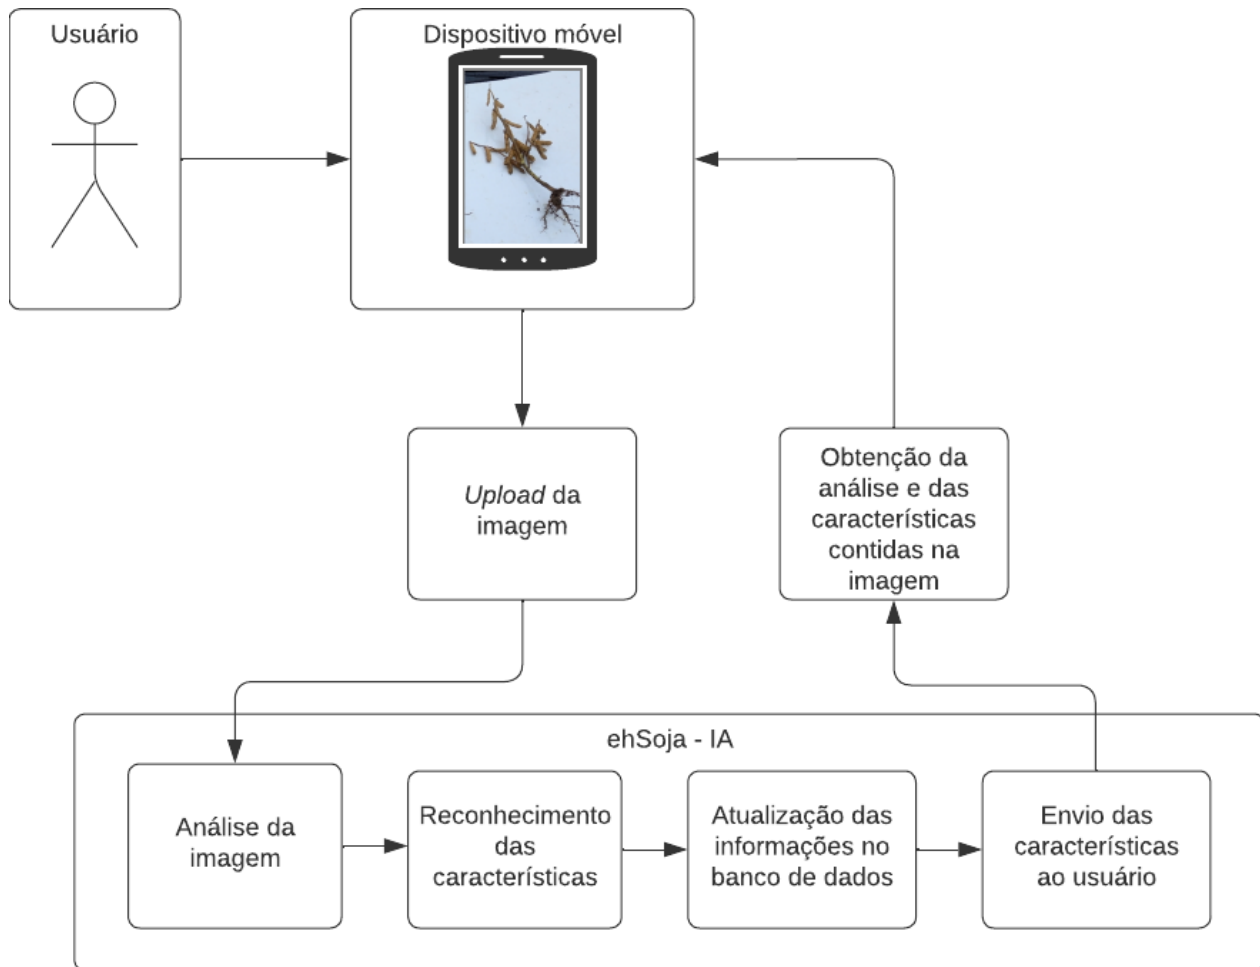 Usuário
Dispositivo móvel
Upload da
imagem
Obtenção da
análise e das
características
contidas na
imagem
ehSoja - IA
Análise da
imagem
Reconhecimento
das
características
Atualização das
informações no
banco de dados
Envio das
características
ao usuário